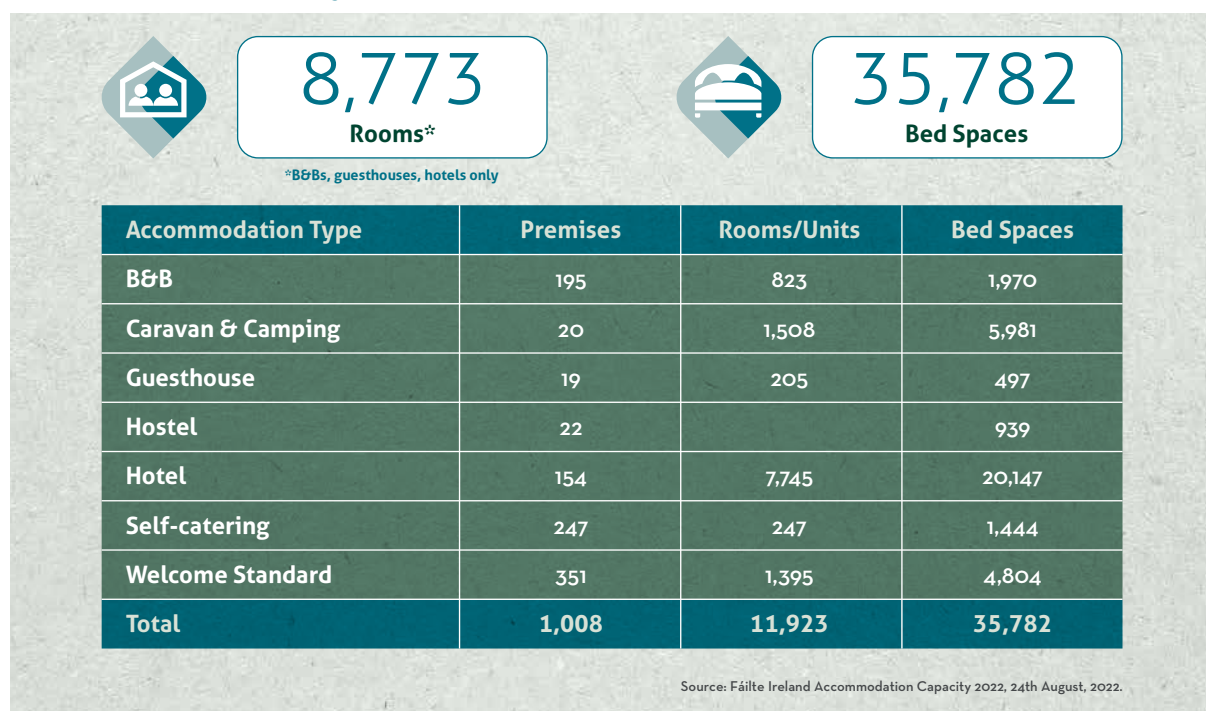 8,773
Rooms*
*B&Bs, guesthouses, hotels only
35,782
Bed Spaces
Accommodation Type Premises Rooms/Units Bed Spaces
B&B 195 823 1,970
Caravan & Camping 20 1,508 5,981
Guesthouse 19 205 497
Hostel 22 939
Hotel 154 7,745 20,147
Self-catering 247 247 1,444
Welcome Standard 351 1,395 4,804
Total 1,008 11,923 35,782
Source: Fáilte Ireland Accommodation Capacity 2022, 24th August, 2022.